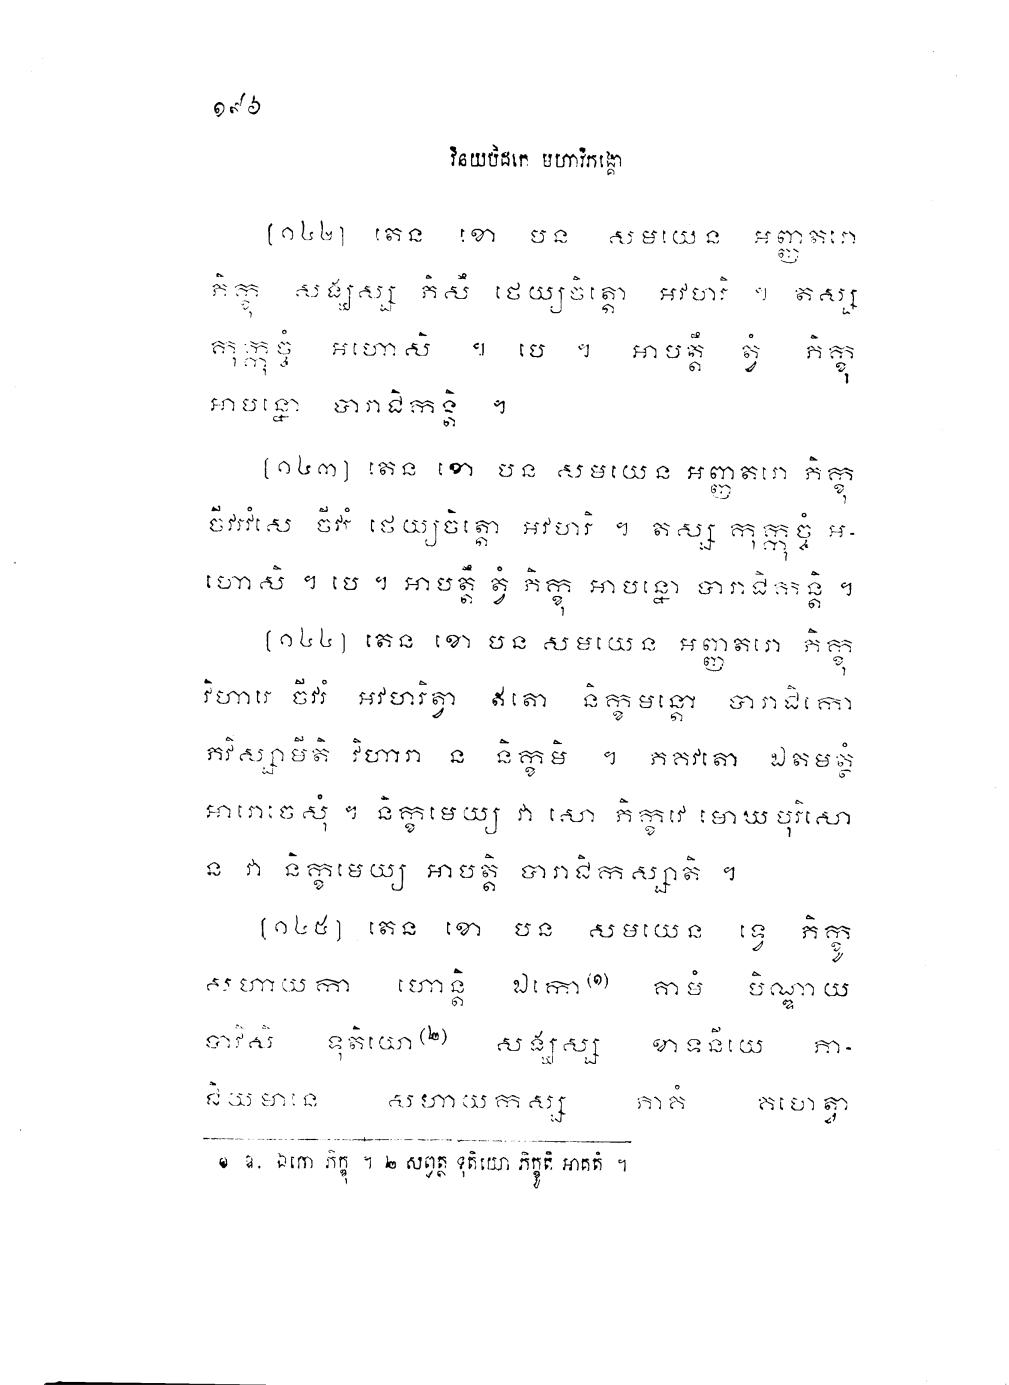 ១៩៦
វិនយបិដកេ មហាវិភង្គោ
[១៤២] តេន ខោ បន សមយេន អញ្ញតរោ
ភិក្ខុ សង្ឃស្ស ភិសឹ ថេយ្យចិត្តោ អវហរិ ។ តស្ស
កុក្កុច្ចំ អហោសិ ។ បេ ។ អាបត្តឹ ត្វំ ភិក្ខុ
អាបន្នោ បារាជិកន្តិ ។
[១៤៣] តេន ខោ បន សមយេន អញ្ញតរោ ភិក្ខុ
ចីវរវំសេ ចីវរំ ថេយ្យចិត្តោ អវហរិ ។ តស្ស កុក្កុច្ចំ អ-
ហោសិ ។ បេ ។ អាបត្តឹ ត្វំ ភិក្ខុ អាបន្នោ បារាជិកន្តិ ។
[១៤៤] តេន ខោ បន សមយេន អញ្ញតរោ ភិក្ខុ
វិហារេ ចីវរំ អវហរិត្វា ឥតោ និក្ខមន្តោ បារាជិកោ
ភវិស្សាមីតិ វិហារា ន និក្ខមិ ។ ភគវតោ ឯតមត្ថំ
អារោចេសុំ ។ និក្ខមេយ្យ វា សោ ភិក្ខវេ មោឃបុរិសោ
ន វា និក្ខមេយ្យ អាបត្តិ បារាជិកស្សាតិ ។
[១៤៥] តេន ខោ បន សមយេន ទ្វេ ភិក្ខូ
សហាយកា ហោន្តិ ឯកោ(១) គាមំ បិណ្ឌាយ
បាវិសិ ទុតិយោ(២) សង្ឃស្ស ខាទនីយេ ភា-
ជិយមានេ សហាយកស្ស ភាគំ គហេត្វា
១ ឱ. ឯកោ ភិក្ខុ ។ ២ សព្វត្ថ ទុតិយោ ភិក្ខូតិ អាគតំ ។